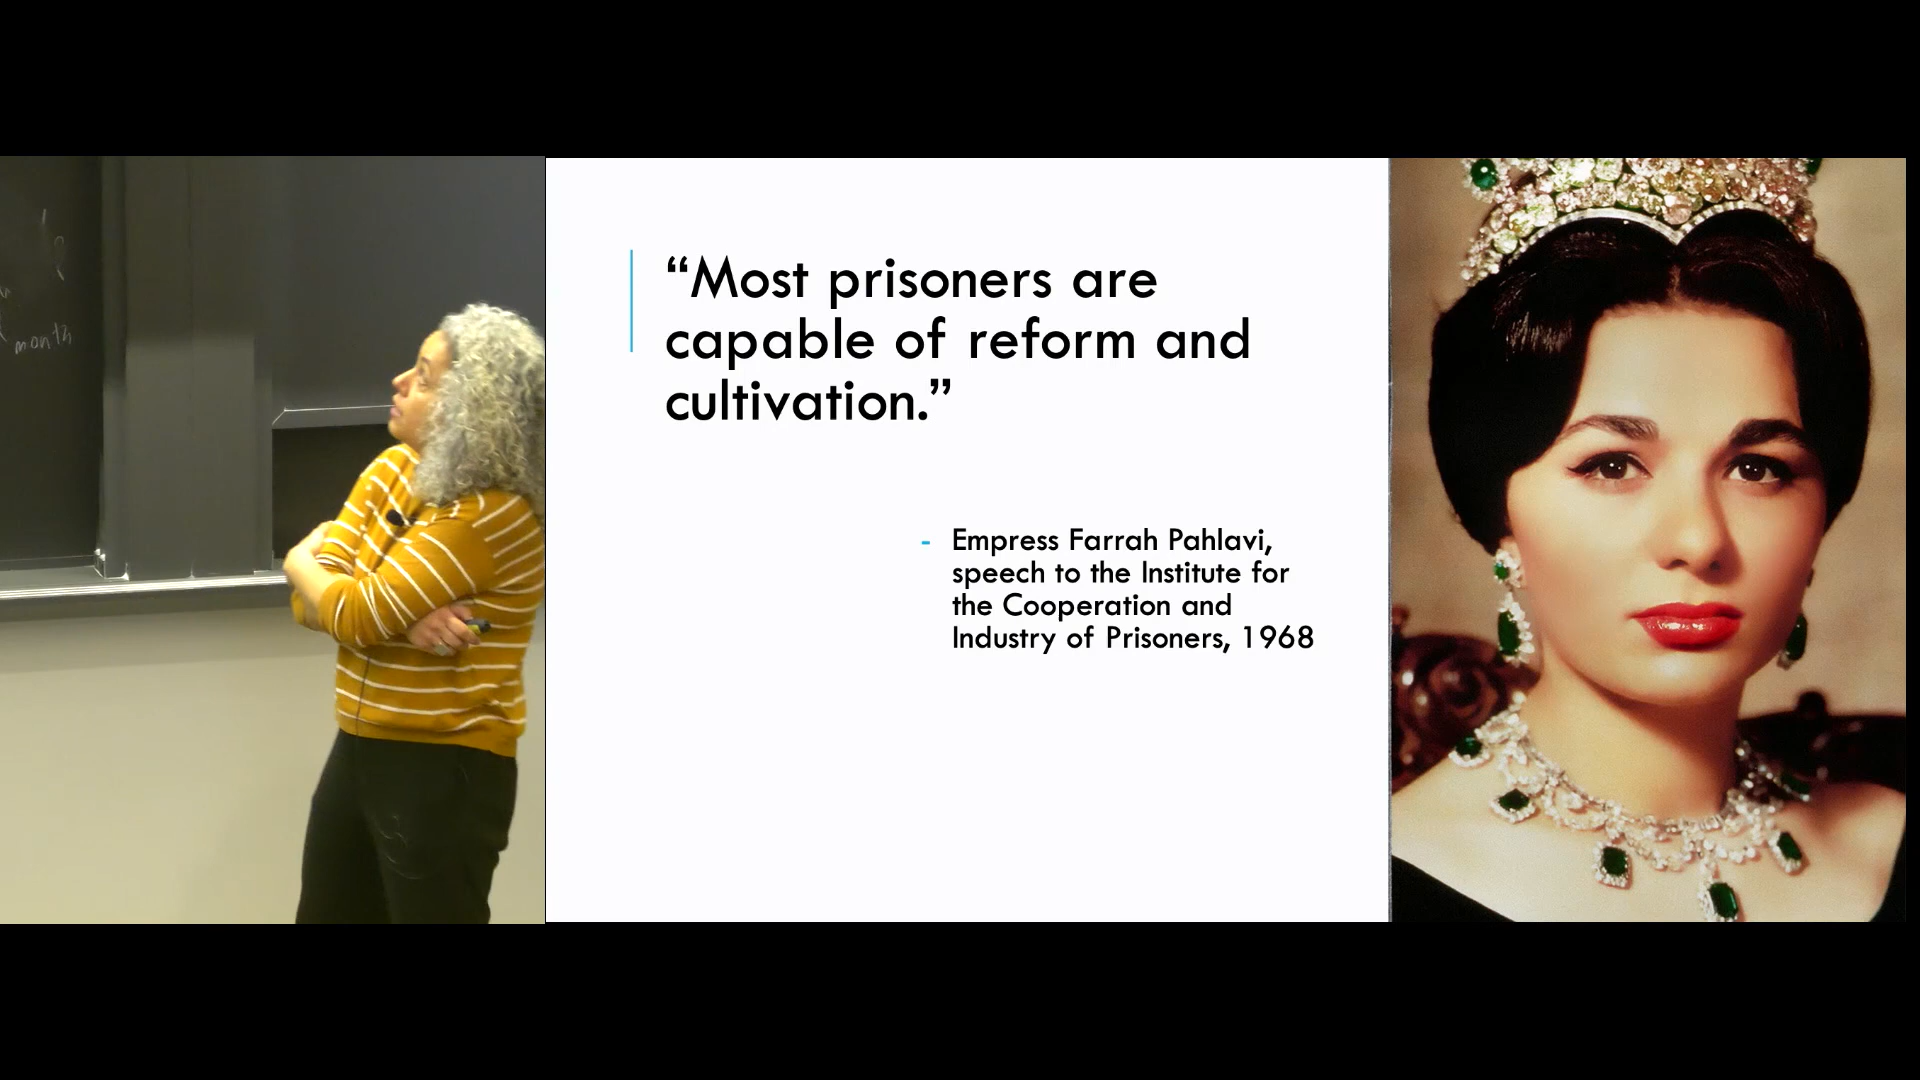 month
“Most prisoners are
capable of reform and
cultivation.”
- Empress Farrah Pahlavi,
speech to the Institute for
the Cooperation and
Industry of Prisoners, 1968